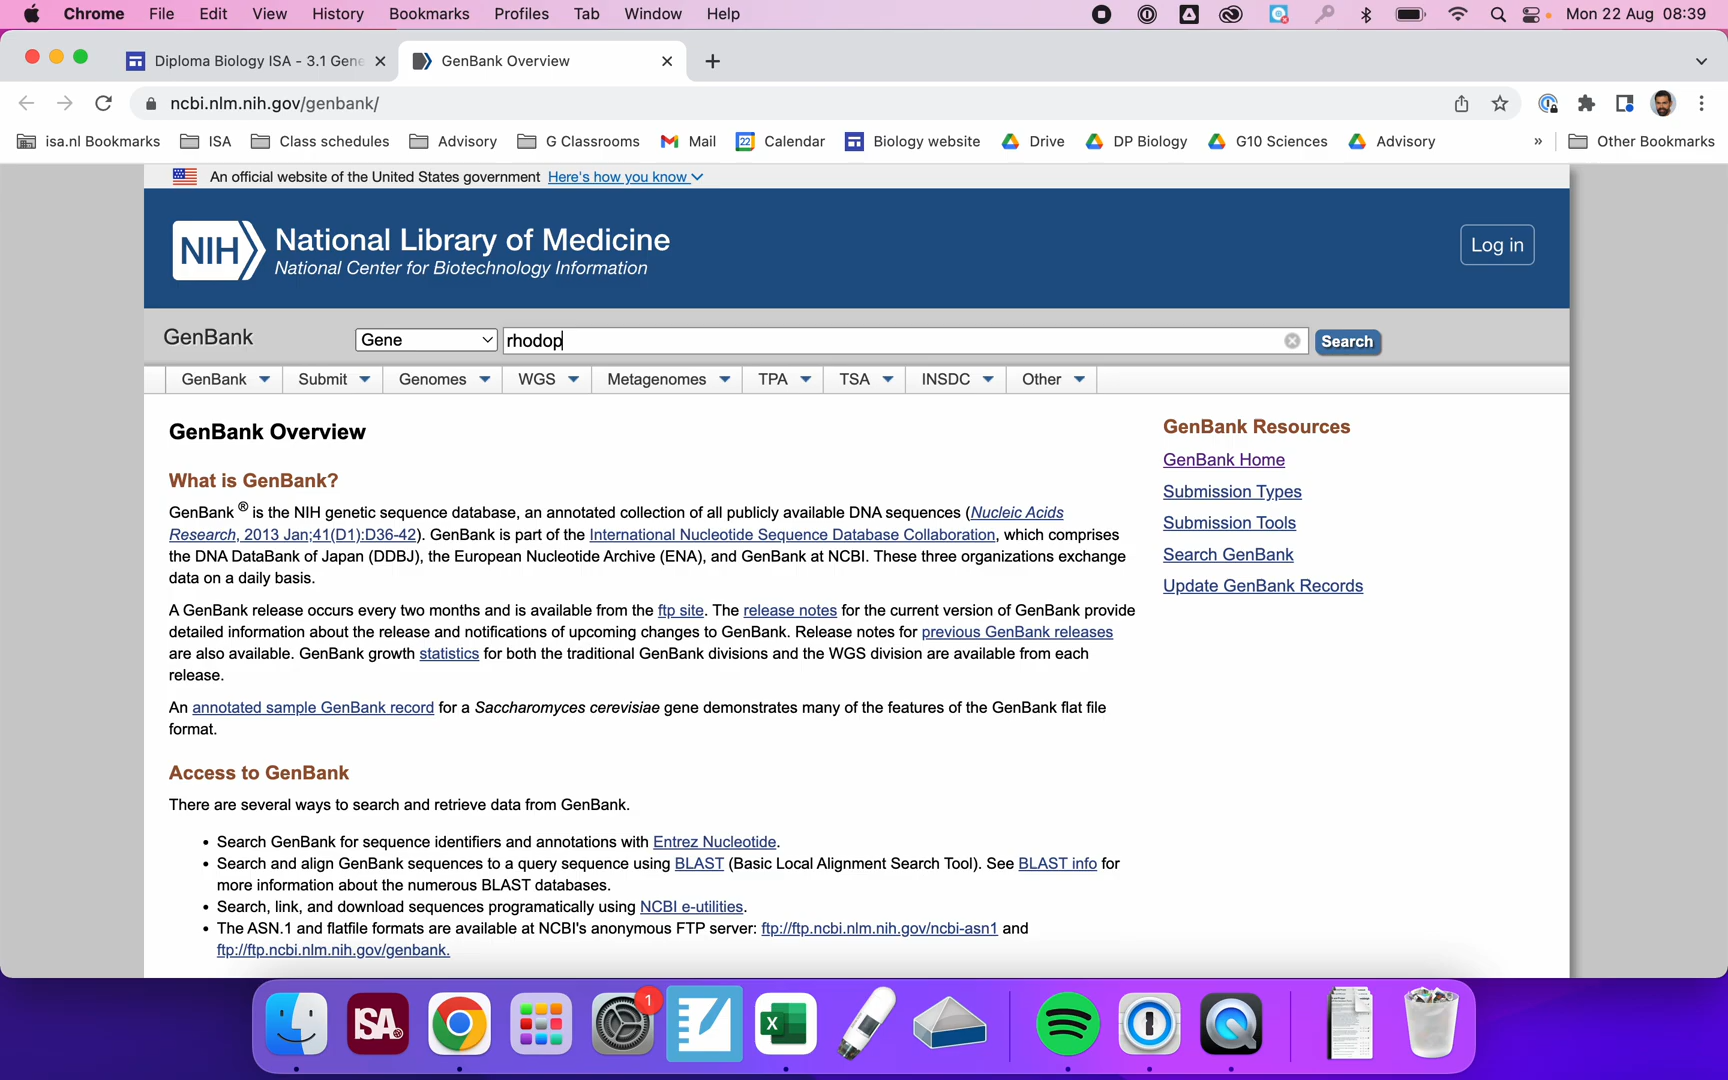 Chrome File Edit View History Bookmarks Profiles Tab Window Help Mon 22 Aug 08:39
Diploma Biology ISA - 3.1 Gene GenBank Overview
ncbi.nlm.nih.gov/genbank/
isa.nl Bookmarks ISA Class schedules Advisory G Classrooms Mail 22 Calendar Biology website Drive DP Biology G10 Sciences Advisory » Other Bookmarks
An official website of the United States government Here's how you know
NIH National Library of Medicine
National Center for Biotechnology Information
Log in
GenBank Gene rhodop Search
GenBank Submit Genomes WGS Metagenomes TPA TSA INSDC Other
GenBank Overview
What is GenBank?
GenBank ® is the NIH genetic sequence database, an annotated collection of all publicly available DNA sequences (Nucleic Acids
Research, 2013 Jan;41(D1):D36-42). GenBank is part of the International Nucleotide Sequence Database Collaboration, which comprises
the DNA DataBank of Japan (DDBJ), the European Nucleotide Archive (ENA), and GenBank at NCBI. These three organizations exchange
data on a daily basis.
A GenBank release occurs every two months and is available from the ftp site. The release notes for the current version of GenBank provide
detailed information about the release and notifications of upcoming changes to GenBank. Release notes for previous GenBank releases
are also available. GenBank growth statistics for both the traditional GenBank divisions and the WGS division are available from each
release.
An annotated sample GenBank record for a Saccharomyces cerevisiae gene demonstrates many of the features of the GenBank flat file
format.
Access to GenBank
There are several ways to search and retrieve data from GenBank.
• Search GenBank for sequence identifiers and annotations with Entrez Nucleotide.
• Search and align GenBank sequences to a query sequence using BLAST (Basic Local Alignment Search Tool). See BLAST info for
more information about the numerous BLAST databases.
• Search, link, and download sequences programatically using NCBI e-utilities.
• The ASN.1 and flatfile formats are available at NCBI's anonymous FTP server: ftp://ftp.ncbi.nlm.nih.gov/ncbi-asn1 and
ftp://ftp.ncbi.nlm.nih.gov/genbank.
GenBank Resources
GenBank Home
Submission Types
Submission Tools
Search GenBank
Update GenBank Records
ISA 1 X